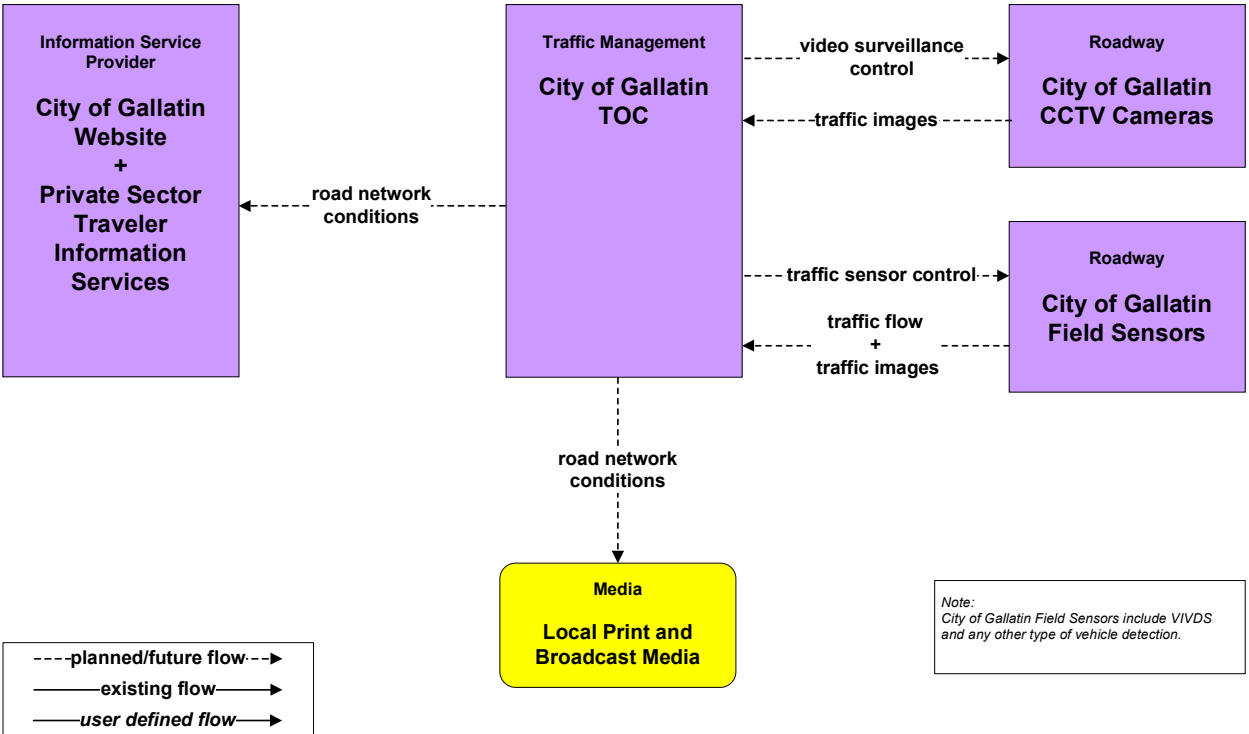 Information Service
Provider
City of Gallatin
Website
+
Private Sector
Traveler
Information
Services
road network
conditions
Traffic Management
City of Gallatin
TOC
video surveillance
control
traffic images
Roadway
City of Gallatin
CCTV Cameras
traffic sensor control
traffic flow
+
traffic images
Roadway
City of Gallatin
Field Sensors
road network
conditions
Media
Local Print and
Broadcast Media
Note:
City of Gallatin Field Sensors include VIVDS
and any other type of vehicle detection.
planned/future flow
existing flow
user defined flow